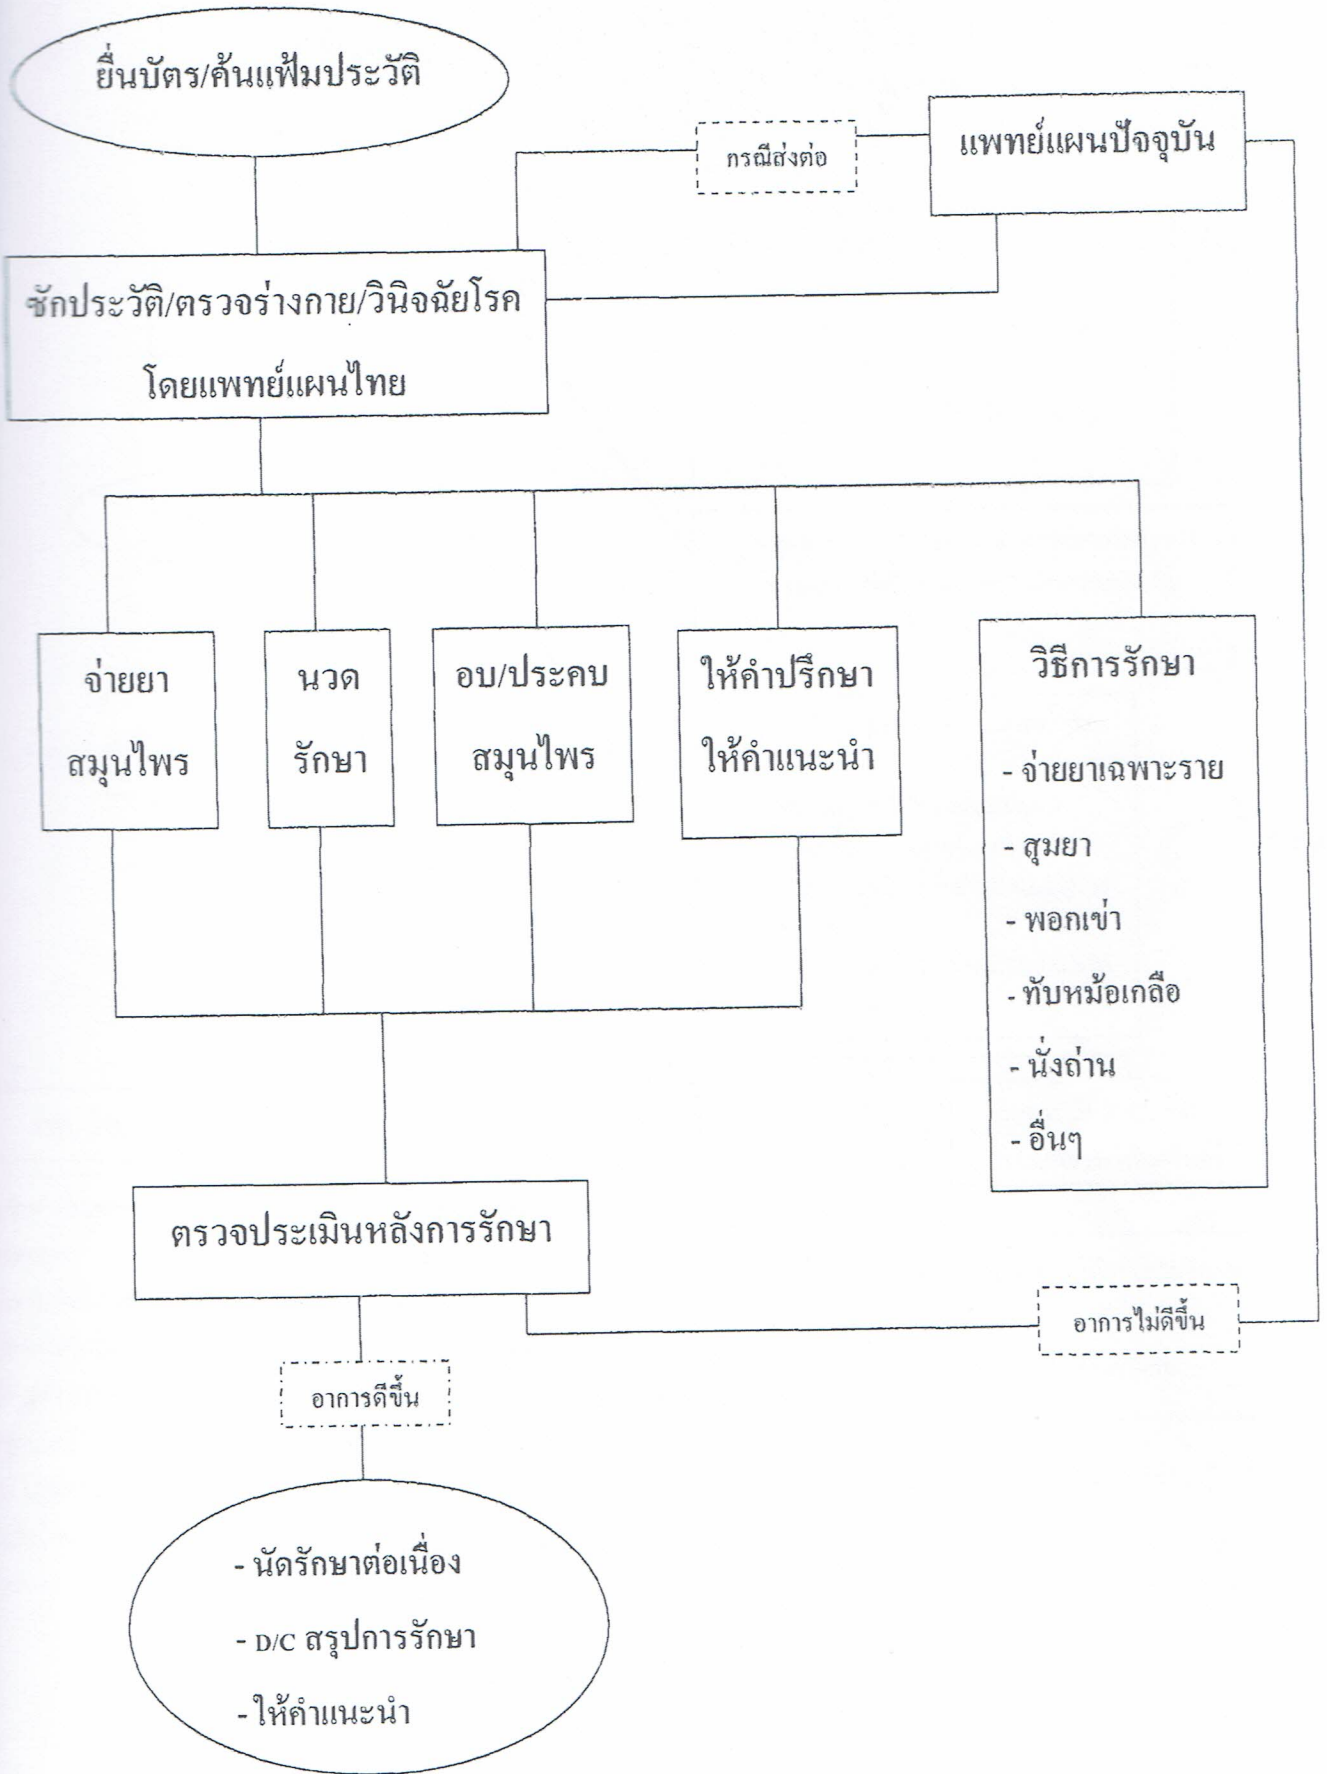 ยื่นบัตร/ค้นแฟ้มประวัติ
กรณีส่งต่อ
แพทย์แผนปัจจุบัน
ซักประวัติ/ตรวจร่างกาย/วินิจฉัยโรค
โดยแพทย์แผนไทย
จ่ายยา
สมุนไพร
นวด
รักษา
อบ/ประคบ
สมุนไพร
ให้คำปรึกษา
ให้คำแนะนำ
วิธีการรักษา
- จ่ายยาเฉพาะราย
- สุมยา
- พอกเข่า
- ทับหม้อเกลือ
- นั่งถ่าน
- อื่นๆ
ตรวจประเมินหลังการรักษา
อาการไม่ดีขึ้น
อาการดีขึ้น
- นัดรักษาต่อเนื่อง
- D/C สรุปการรักษา
- ให้คำแนะนำ